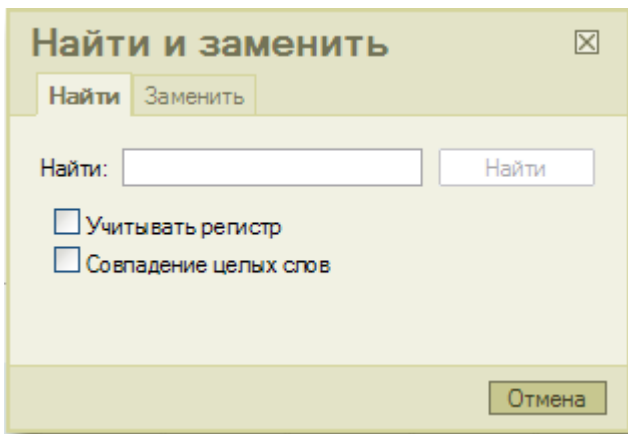 Найти и заменить
Найти Заменить
Найти: Найти
Учитывать регистр
Совпадение целых слов
Отмена